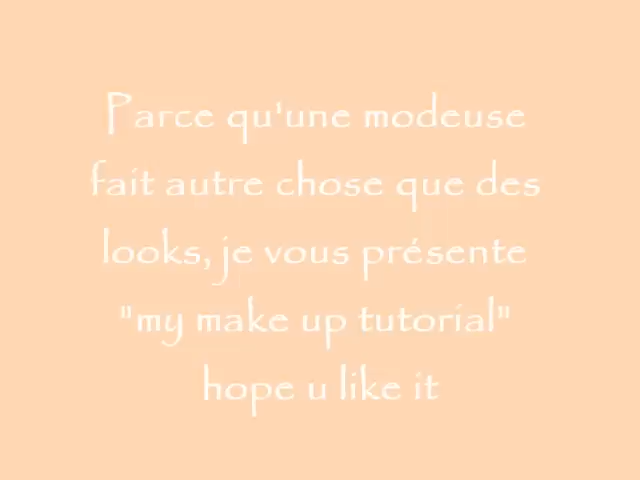 Parce qu'une modeuse
fait autre chose que des
looks, je vous présente
"my make up tutorial"
hope u like it